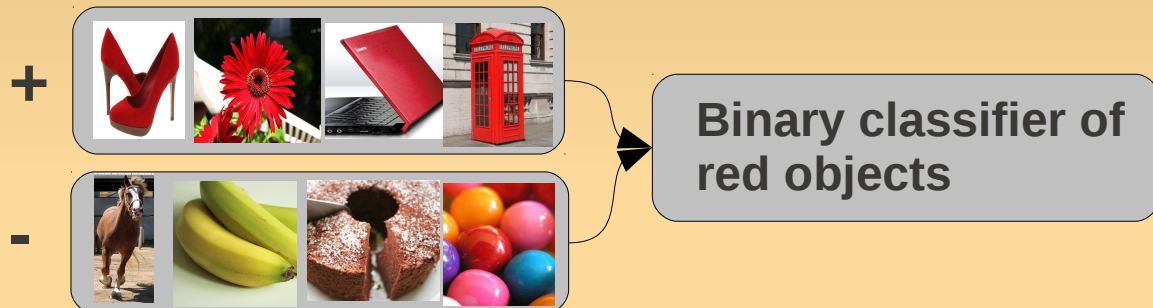 +
Binary classifier of
red objects
-